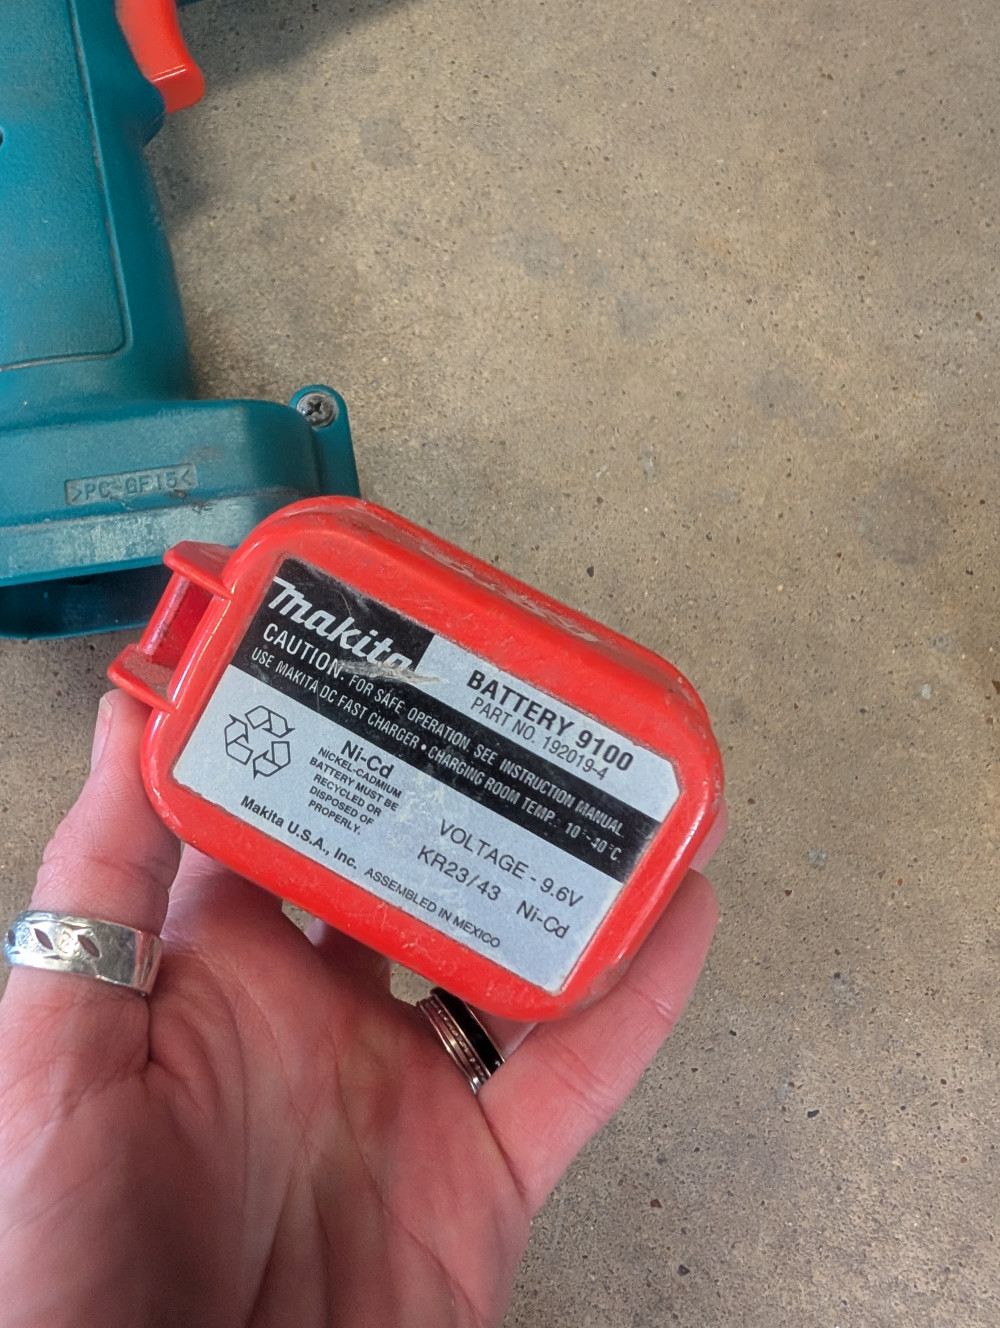 >PC-GF15<
makita
BATTERY 9100
PART NO. 192019-4
CAUTION. FOR SAFE OPERATION SEE INSTRUCTION MANUAL.
USE MAKITA DC FAST CHARGER • CHARGING ROOM TEMP. 10°-40°C.
Ni-Cd
NICKEL-CADMIUM
BATTERY MUST BE
RECYCLED OR
DISPOSED OF
PROPERLY.
VOLTAGE - 9.6V
KR23/43 Ni-Cd
Makita U.S.A., Inc. ASSEMBLED IN MEXICO